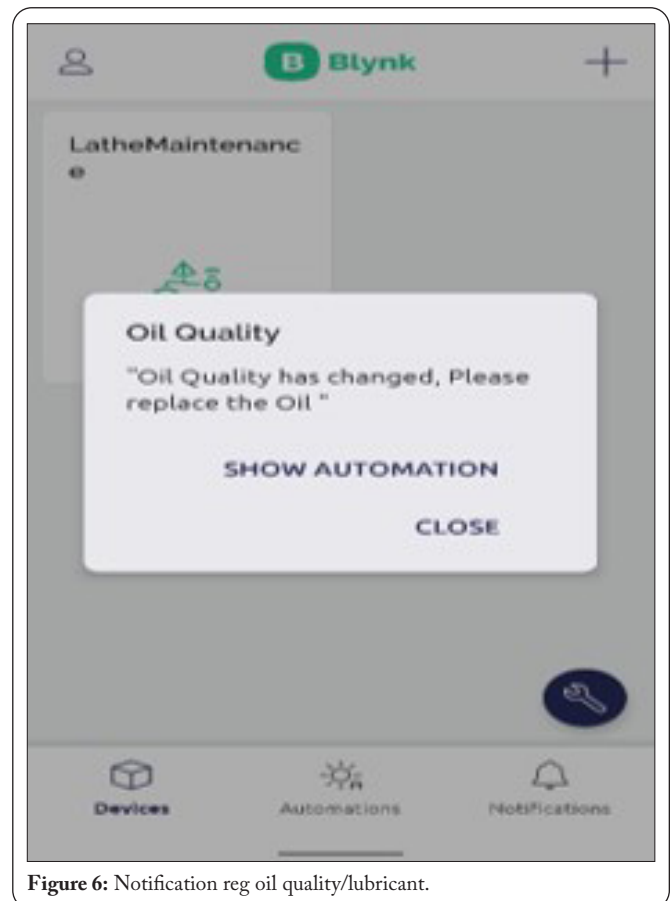 B Blynk
LatheMaintenanc
e
Oil Quality
"Oil Quality has changed, Please
replace the Oil "
SHOW AUTOMATION
CLOSE
Devices
Automations
Notifications
Figure 6: Notification reg oil quality/lubricant.